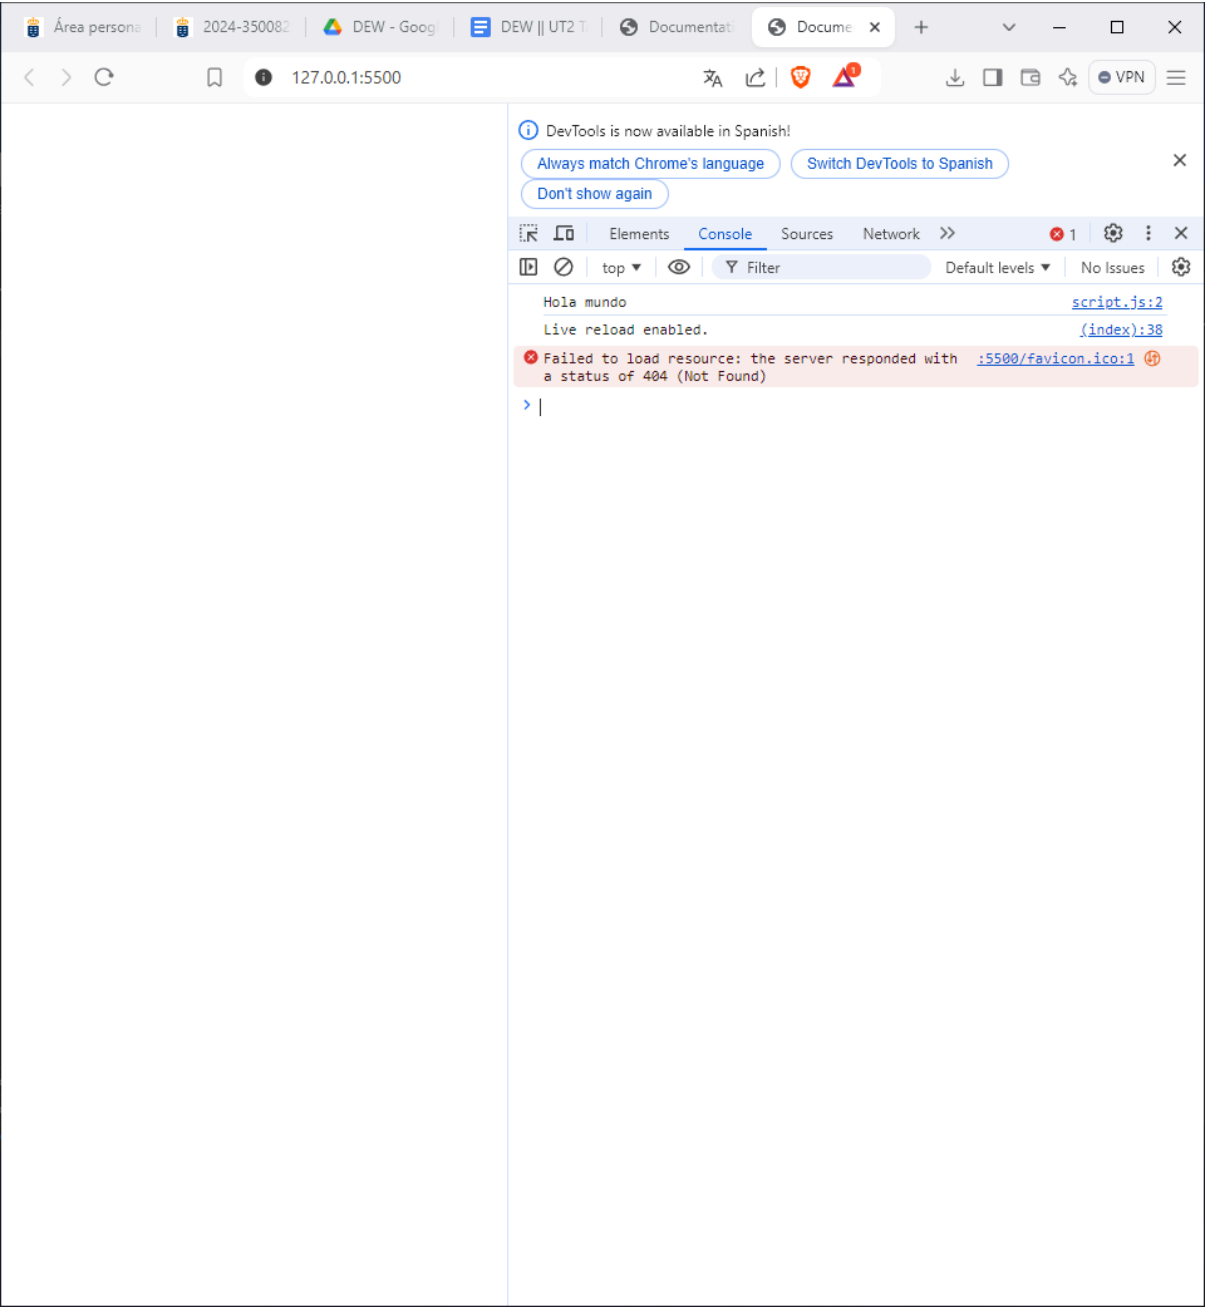 Área persona
2024-350082
DEW - Goog
DEW || UT2 T
Documentati
Docume
127.0.0.1:5500
1
VPN
DevTools is now available in Spanish!
Always match Chrome's language
Switch DevTools to Spanish
Don't show again
Elements Console Sources Network 1
top Filter Default levels No Issues
Hola mundo script.js:2
Live reload enabled. (index):38
Failed to load resource: the server responded with :5500/favicon.ico:1
a status of 404 (Not Found)